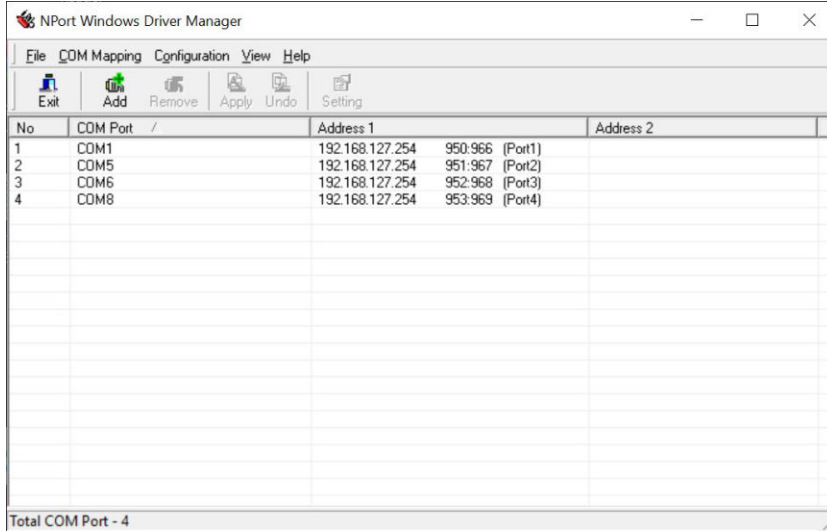 NPort Windows Driver Manager
File COM Mapping Configuration View Help
Exit Add Remove Apply Undo Setting
No COM Port / Address 1 Address 2
1 COM1 192.168.127.254 950:966 (Port1)
2 COM5 192.168.127.254 951:967 (Port2)
3 COM6 192.168.127.254 952:968 (Port3)
4 COM8 192.168.127.254 953:969 (Port4)
Total COM Port - 4